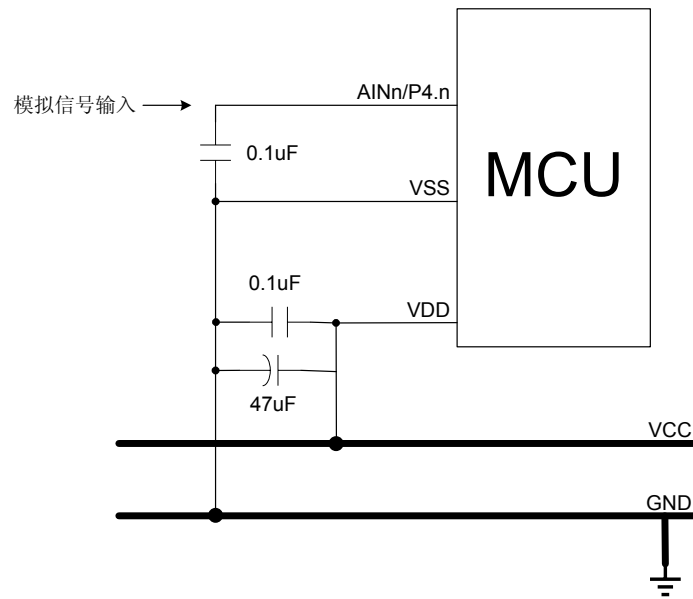 AINn/P4.n
模拟信号输入
0.1uF
MCU
VSS
0.1uF
VDD
47uF
VCC
GND